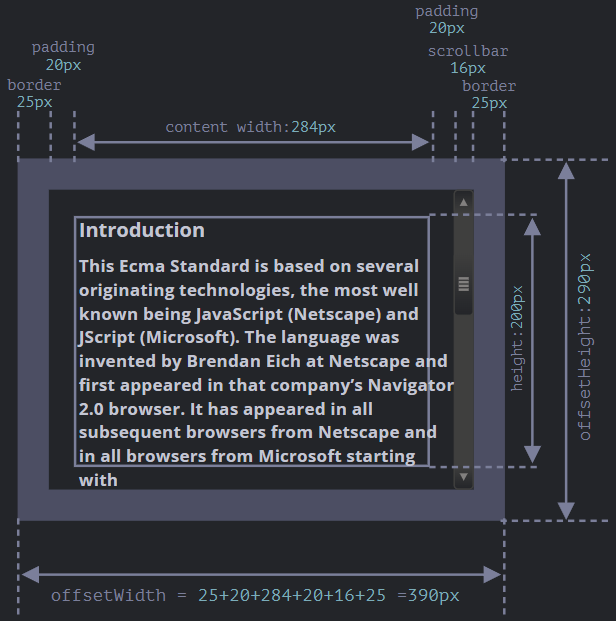 padding
20px
padding
20px
scrollbar
16px
border
25px
border
25px
content width:284px
Introduction
This Ecma Standard is based on several
originating technologies, the most well
known being JavaScript (Netscape) and
JScript (Microsoft). The language was
invented by Brendan Eich at Netscape and
first appeared in that company’s Navigator
2.0 browser. It has appeared in all
subsequent browsers from Netscape and
in all browsers from Microsoft starting
with
height:200px
offsetHeight:290px
offsetWidth = 25+20+284+20+16+25 =390px